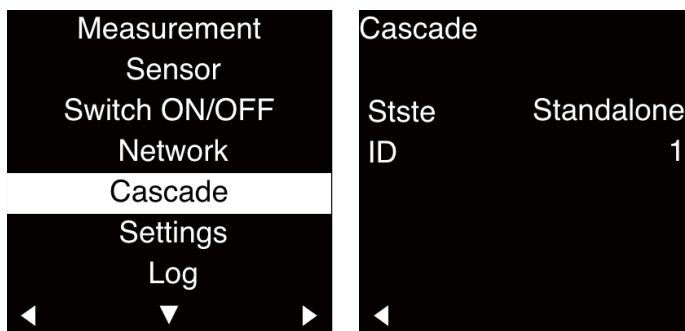 Measurement
Sensor
Switch ON/OFF
Network
Cascade
Settings
Log
Cascade
Stste Standalone
ID 1